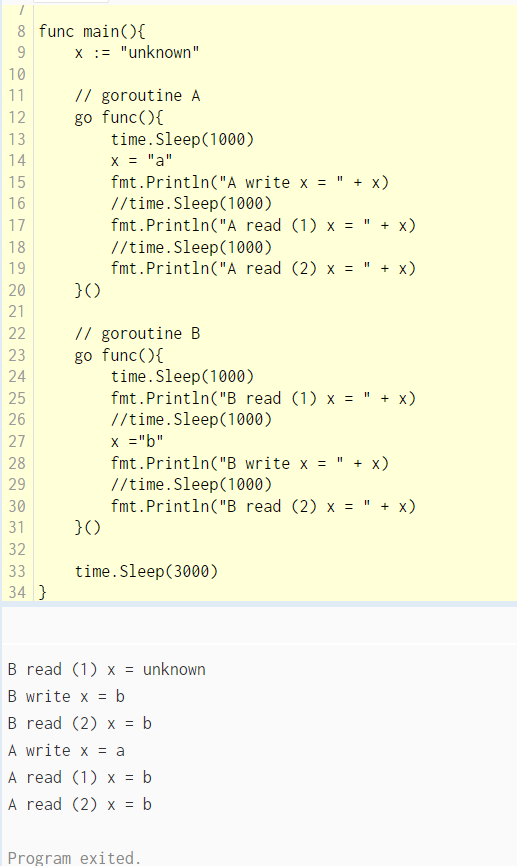 7
8 func main(){
9     x := "unknown"
10
11     // goroutine A
12     go func(){
13         time.Sleep(1000)
14         x = "a"
15         fmt.Println("A write x = " + x)
16         //time.Sleep(1000)
17         fmt.Println("A read (1) x = " + x)
18         //time.Sleep(1000)
19         fmt.Println("A read (2) x = " + x)
20     }()
21
22     // goroutine B
23     go func(){
24         time.Sleep(1000)
25         fmt.Println("B read (1) x = " + x)
26         //time.Sleep(1000)
27         x ="b"
28         fmt.Println("B write x = " + x)
29         //time.Sleep(1000)
30         fmt.Println("B read (2) x = " + x)
31     }()
32
33     time.Sleep(3000)
34 }
B read (1) x = unknown
B write x = b
B read (2) x = b
A write x = a
A read (1) x = b
A read (2) x = b
Program exited.